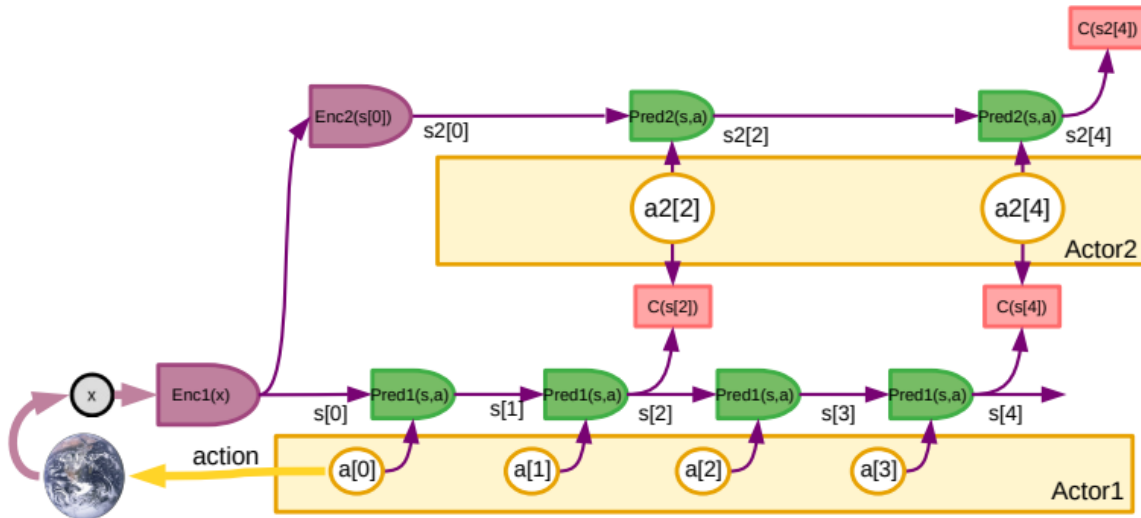 C(s2[4])
Enc2(s[0])
s2[0]
Pred2(s,a)
s2[2]
Pred2(s,a)
s2[4]
a2[2]
a2[4]
Actor2
C(s[2])
C(s[4])
x
Enc1(x)
s[0]
Pred1(s,a)
s[1]
Pred1(s,a)
s[2]
Pred1(s,a)
s[3]
Pred1(s,a)
s[4]
action
a[0]
a[1]
a[2]
a[3]
Actor1